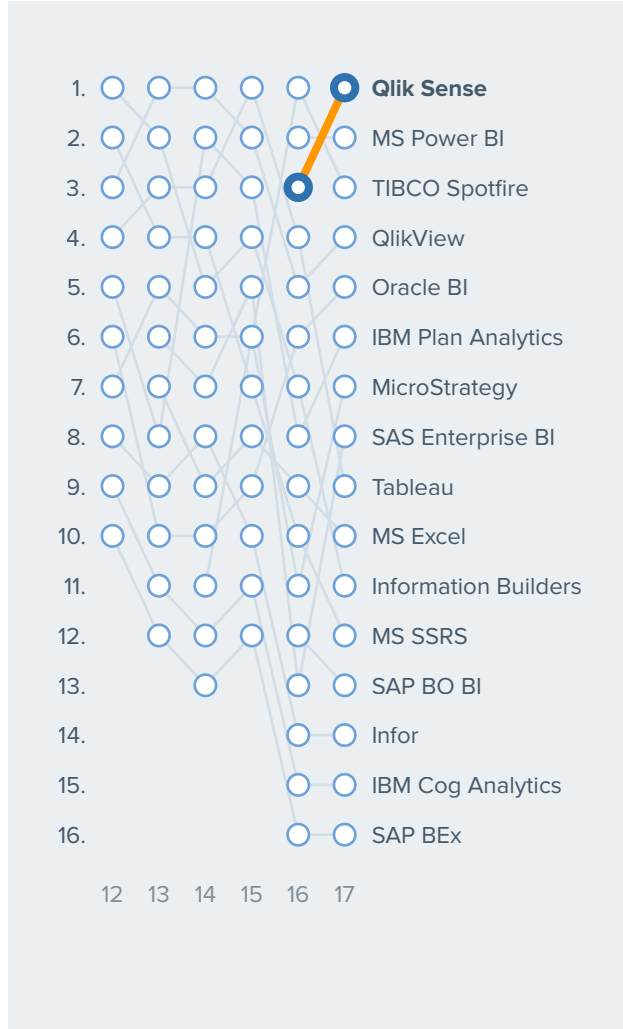 1. Qlik Sense
2. MS Power BI
3. TIBCO Spotfire
4. QlikView
5. Oracle BI
6. IBM Plan Analytics
7. MicroStrategy
8. SAS Enterprise BI
9. Tableau
10. MS Excel
11. Information Builders
12. MS SSRS
13. SAP BO BI
14. Infor
15. IBM Cog Analytics
16. SAP BEx
12 13 14 15 16 17